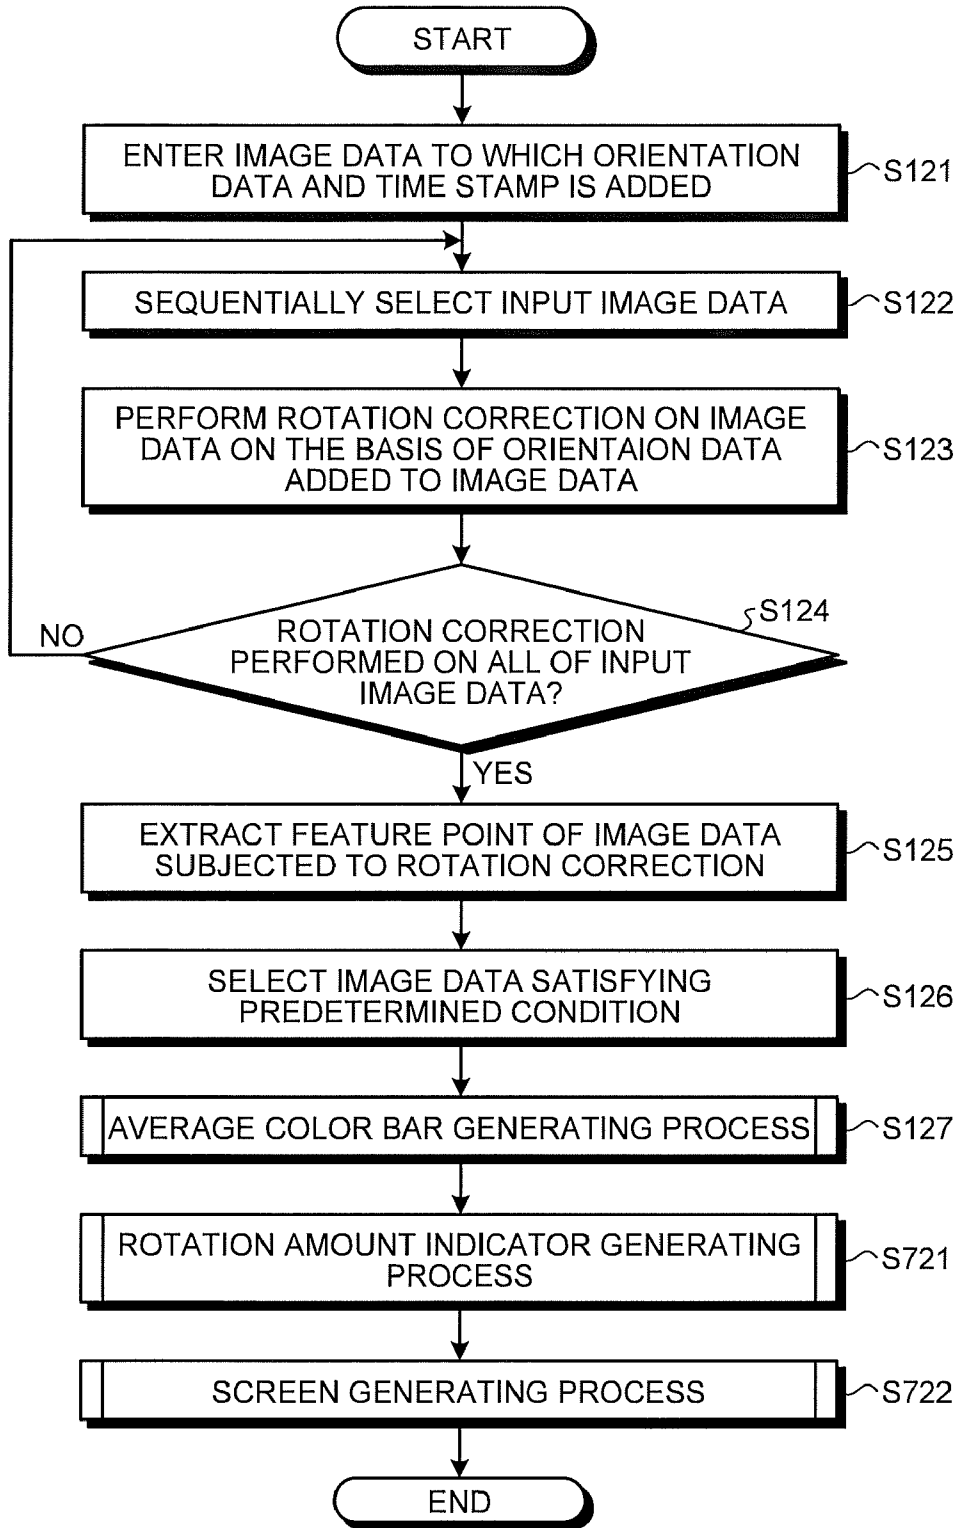 START
ENTER IMAGE DATA TO WHICH ORIENTATION
DATA AND TIME STAMP IS ADDED
S121
SEQUENTIALLY SELECT INPUT IMAGE DATA
S122
PERFORM ROTATION CORRECTION ON IMAGE
DATA ON THE BASIS OF ORIENTAION DATA
ADDED TO IMAGE DATA
S123
S124
NO
ROTATION CORRECTION
PERFORMED ON ALL OF INPUT
IMAGE DATA?
YES
EXTRACT FEATURE POINT OF IMAGE DATA
SUBJECTED TO ROTATION CORRECTION
S125
SELECT IMAGE DATA SATISFYING
PREDETERMINED CONDITION
S126
AVERAGE COLOR BAR GENERATING PROCESS
S127
ROTATION AMOUNT INDICATOR GENERATING
PROCESS
S721
SCREEN GENERATING PROCESS
S722
END